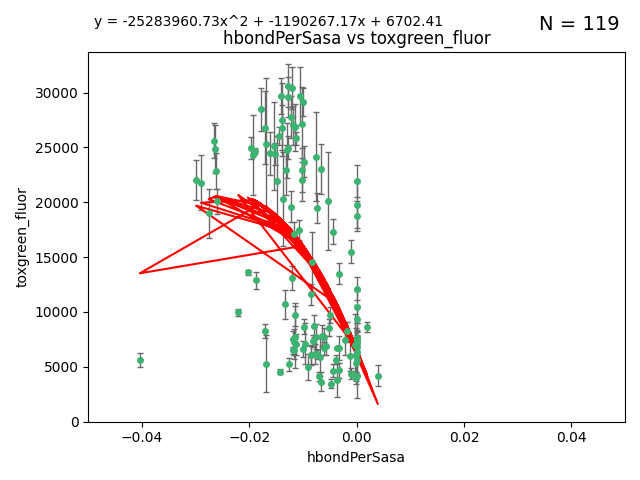 y = -25283960.73x^2 + -1190267.17x + 6702.41
N = 119
hbondPerSasa vs toxgreen_fluor
30000
25000
20000
15000
10000
5000
0
toxgreen_fluor
−0.04
−0.02
0.00
0.02
0.04
hbondPerSasa